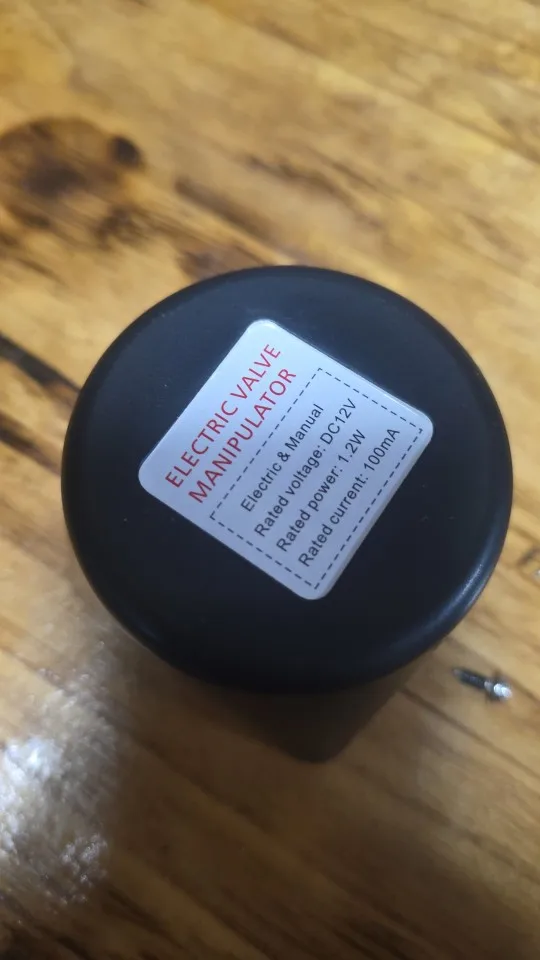 ELECTRIC VALVE
MANIPULATOR
Electric & Manual
Rated voltage: DC12V
Rated power: 1.2W
Rated current: 100mA